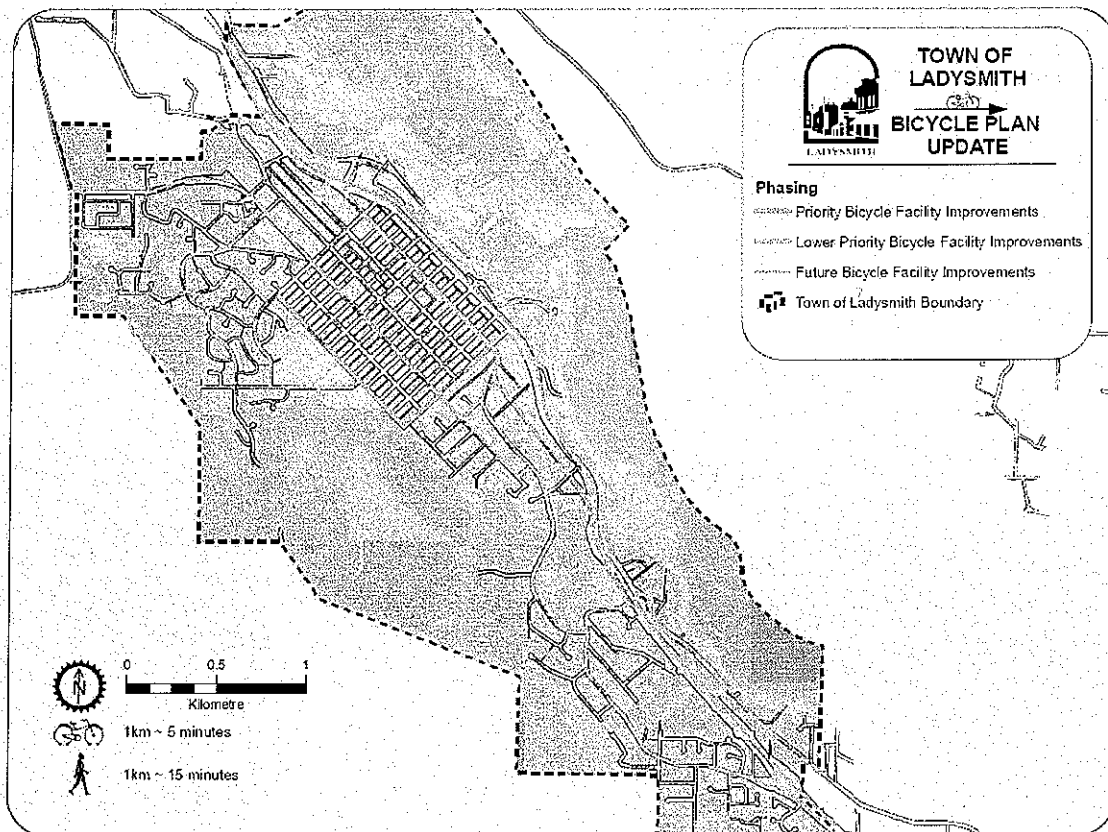 TOWN OF
LADYSMITH
BICYCLE PLAN
UPDATE
LADYSMITH
Phasing
Priority Bicycle Facility Improvements
Lower Priority Bicycle Facility Improvements
Future Bicycle Facility Improvements
Town of Ladysmith Boundary
N
0 0.5 1
Kilometre
1km ~ 5 minutes
1km ~ 15 minutes